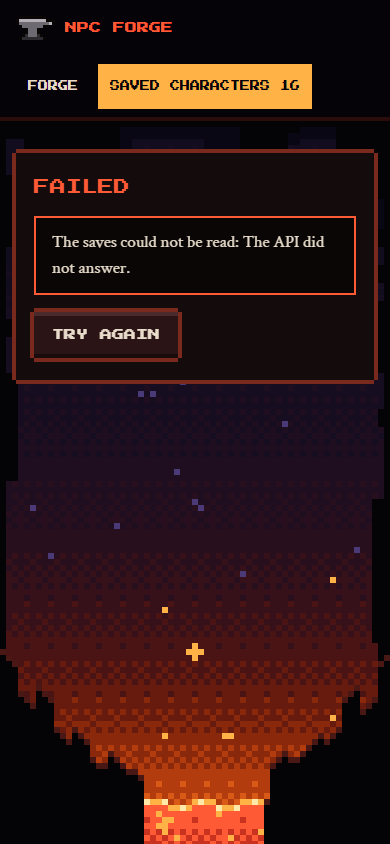 NPC FORGE
FORGE
SAVED CHARACTERS 16
FAILED
The saves could not be read: The API did
not answer.
TRY AGAIN